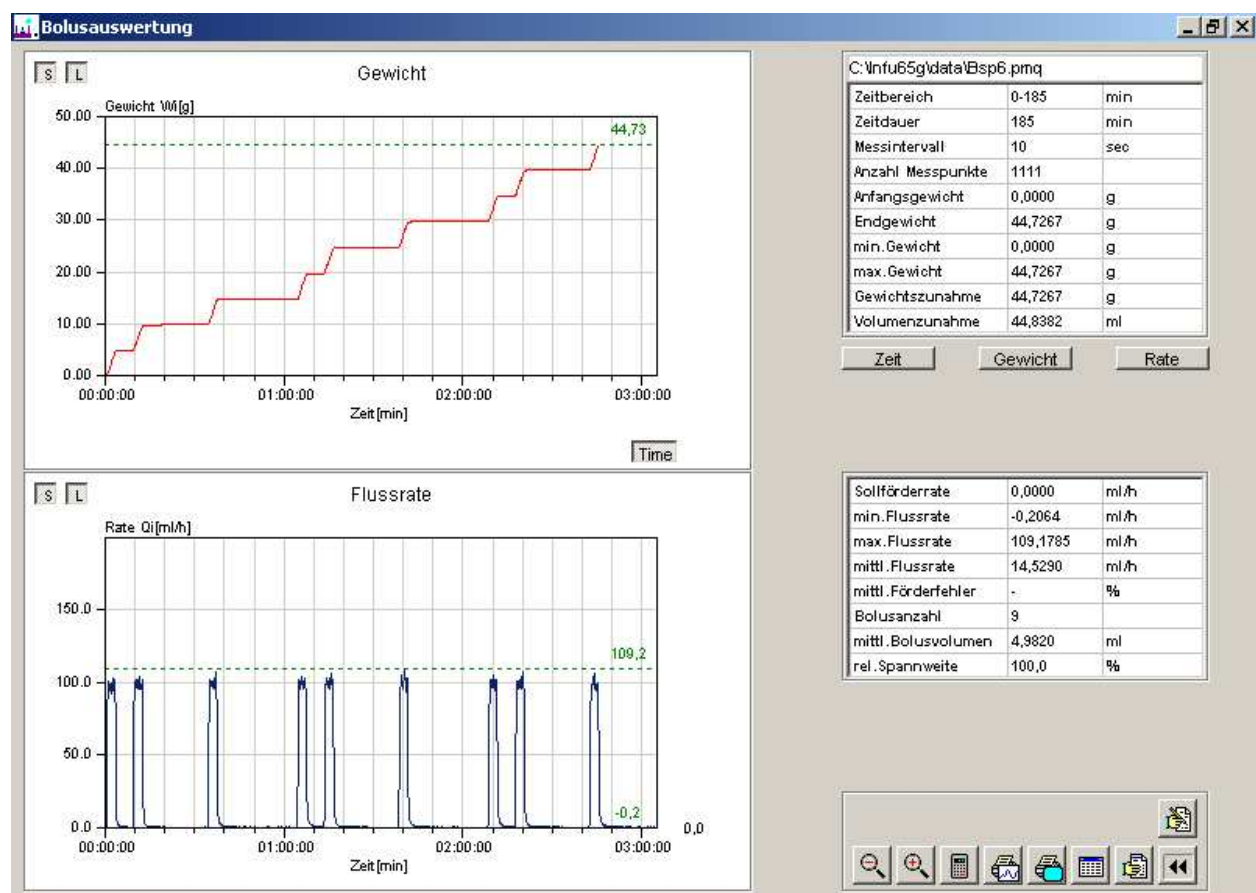 Bolusauswertung
S L Gewicht
Gewicht Wi[g]
50.00
44,73
40.00
30.00
20.00
10.00
0.00
00:00:00 01:00:00 02:00:00 03:00:00
Zeit[min]
Time
S L Flussrate
Rate Qi[ml/h]
150.0
109,2
100.0
50.0
-0,2
0.0 0,0
00:00:00 01:00:00 02:00:00 03:00:00
Zeit[min]
C:\Infu65g\data\Bsp6.pmq
Zeitbereich 0-185 min
Zeitdauer 185 min
Messintervall 10 sec
Anzahl Messpunkte 1111
Anfangsgewicht 0,0000 g
Endgewicht 44,7267 g
min.Gewicht 0,0000 g
max.Gewicht 44,7267 g
Gewichtszunahme 44,7267 g
Volumenzunahme 44,8382 ml
Zeit Gewicht Rate
Sollförderrate 0,0000 ml/h
min.Flussrate -0,2064 ml/h
max.Flussrate 109,1785 ml/h
mittl.Flussrate 14,5290 ml/h
mittl.Förderfehler - %
Bolusanzahl 9
mittl.Bolusvolumen 4,9820 ml
rel.Spannweite 100,0 %